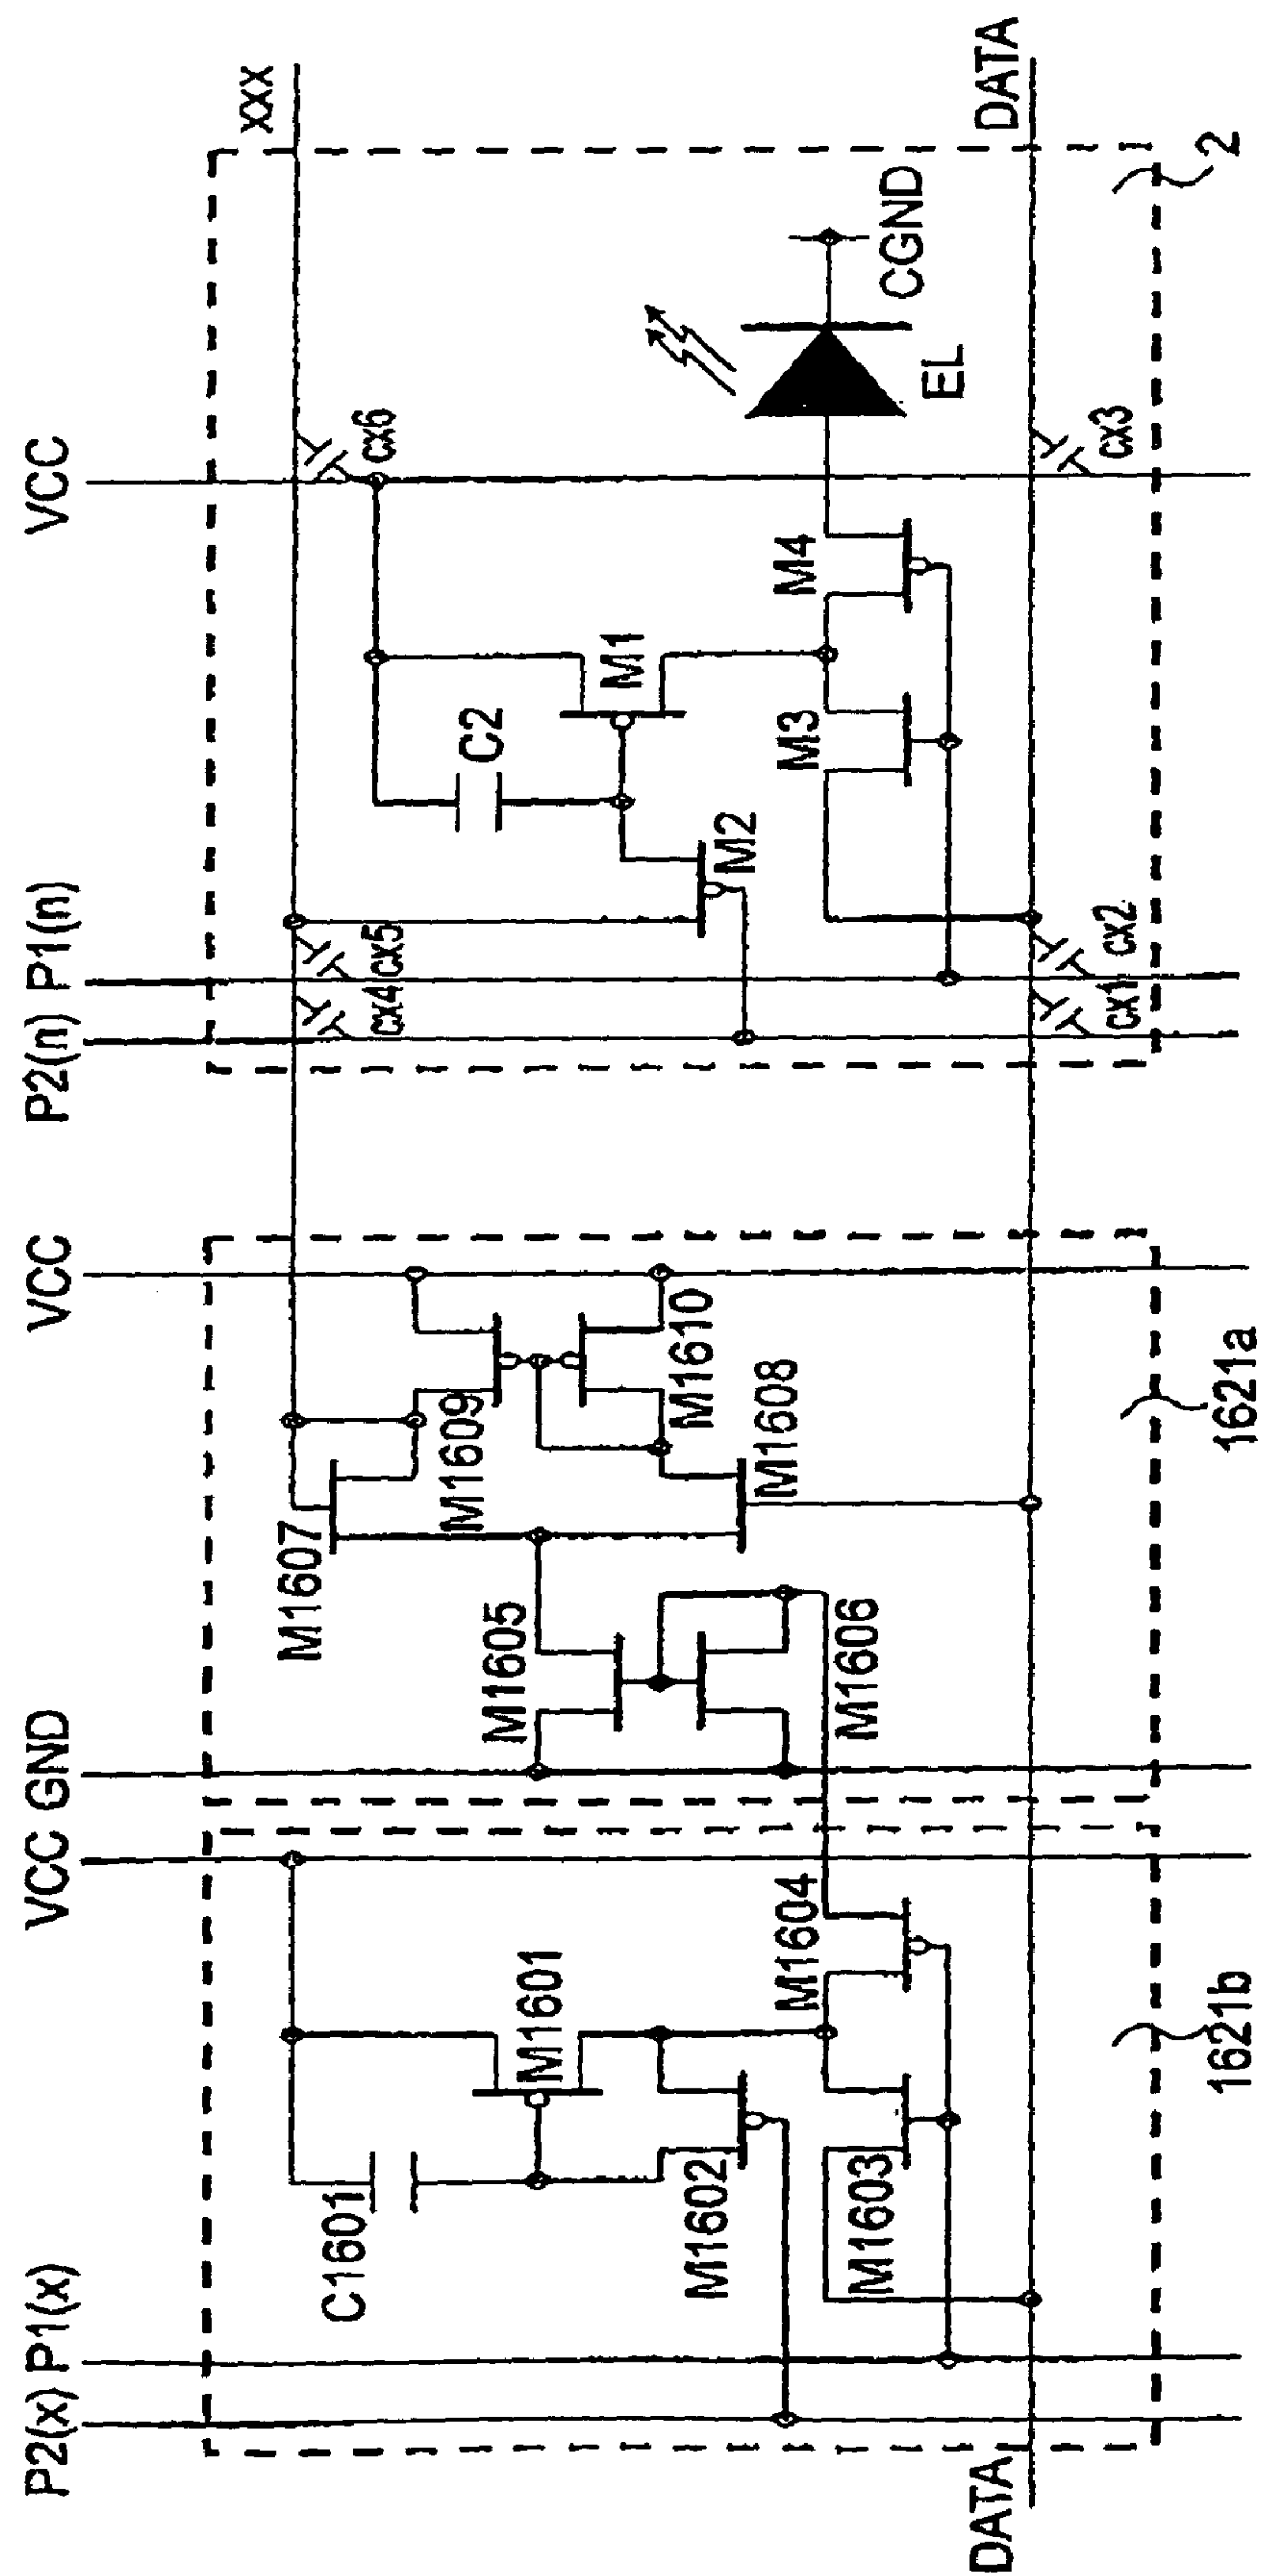 P2(x) P1(x)
VCC GND
VCC
P2(n) P1(n)
VCC
xxx
C1601
M1601
M1602
M1603
M1604
M1605
M1606
M1607
M1608
M1609
M1610
cx4
cx5
cx6
C2
M1
M2
M3
M4
EL
CGND
cx1
cx2
cx3
DATA
DATA
1621b
1621a
2